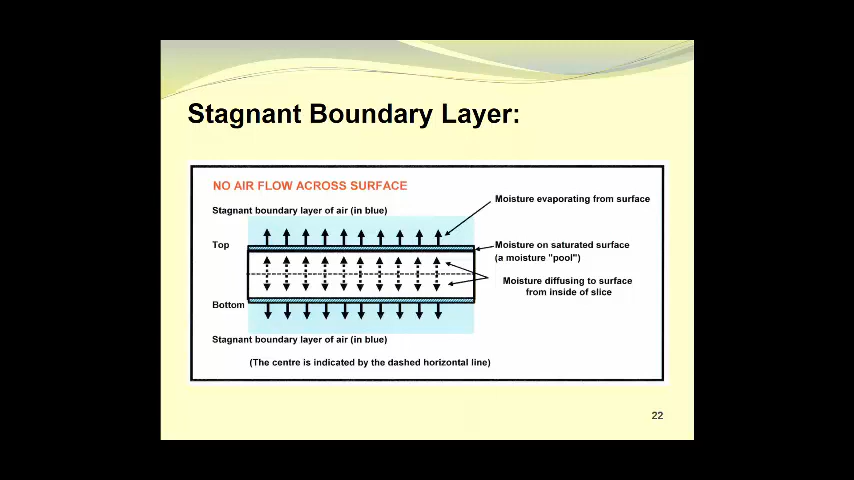 Stagnant Boundary Layer:
NO AIR FLOW ACROSS SURFACE
Moisture evaporating from surface
Stagnant boundary layer of air (in blue)
Top
Moisture on saturated surface
(a moisture "pool")
Moisture diffusing to surface
from inside of slice
Bottom
Stagnant boundary layer of air (in blue)
(The centre is indicated by the dashed horizontal line)
22